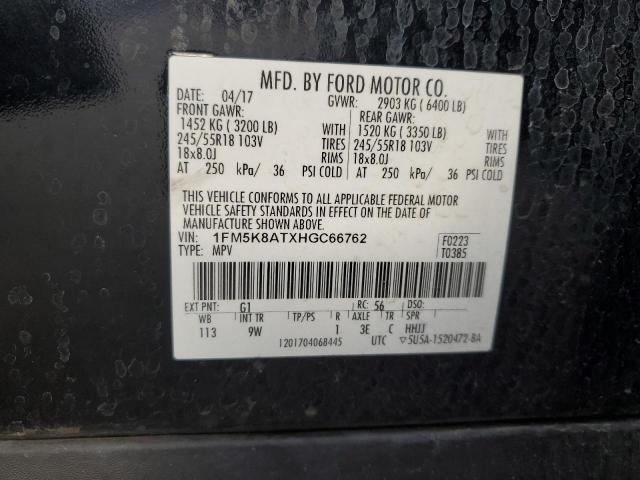 MFD. BY FORD MOTOR CO.
DATE: 04/17 GVWR: 2903 KG ( 6400 LB)
FRONT GAWR: REAR GAWR:
1452 KG ( 3200 LB) WITH 1520 KG ( 3350 LB) WITH
245/55R18 103V TIRES 245/55R18 103V TIRES
18x8.0J RIMS 18x8.0J RIMS
AT 250 kPa/ 36 PSI COLD AT 250 kPa/ 36 PSI COLD
THIS VEHICLE CONFORMS TO ALL APPLICABLE FEDERAL MOTOR
VEHICLE SAFETY STANDARDS IN EFFECT ON THE DATE OF
MANUFACTURE SHOWN ABOVE.
VIN: 1FM5K8ATXHGC66762 F0223
TYPE: MPV T0385
EXT PNT: G1 RC: 56 DSO:
WB INT TR TP/PS R AXLE TR SPR
113 9W 1 3E C HHJJ
1201704068445 UTC ▽5U5A-1520472-BA